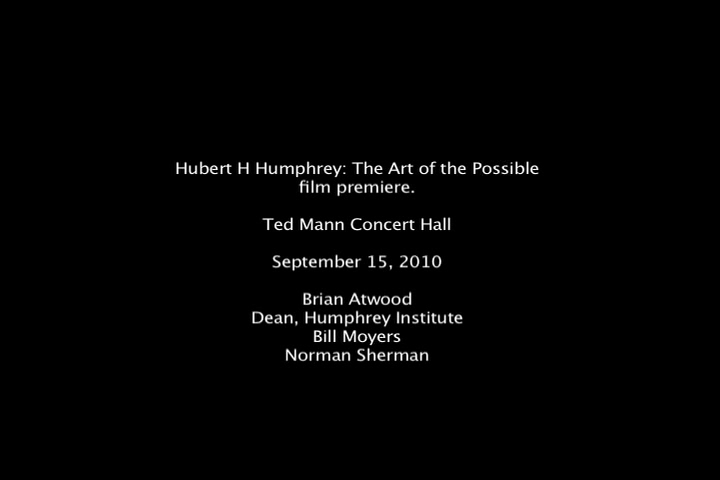 Hubert H Humphrey: The Art of the Possible
film premiere.
Ted Mann Concert Hall
September 15, 2010
Brian Atwood
Dean, Humphrey Institute
Bill Moyers
Norman Sherman